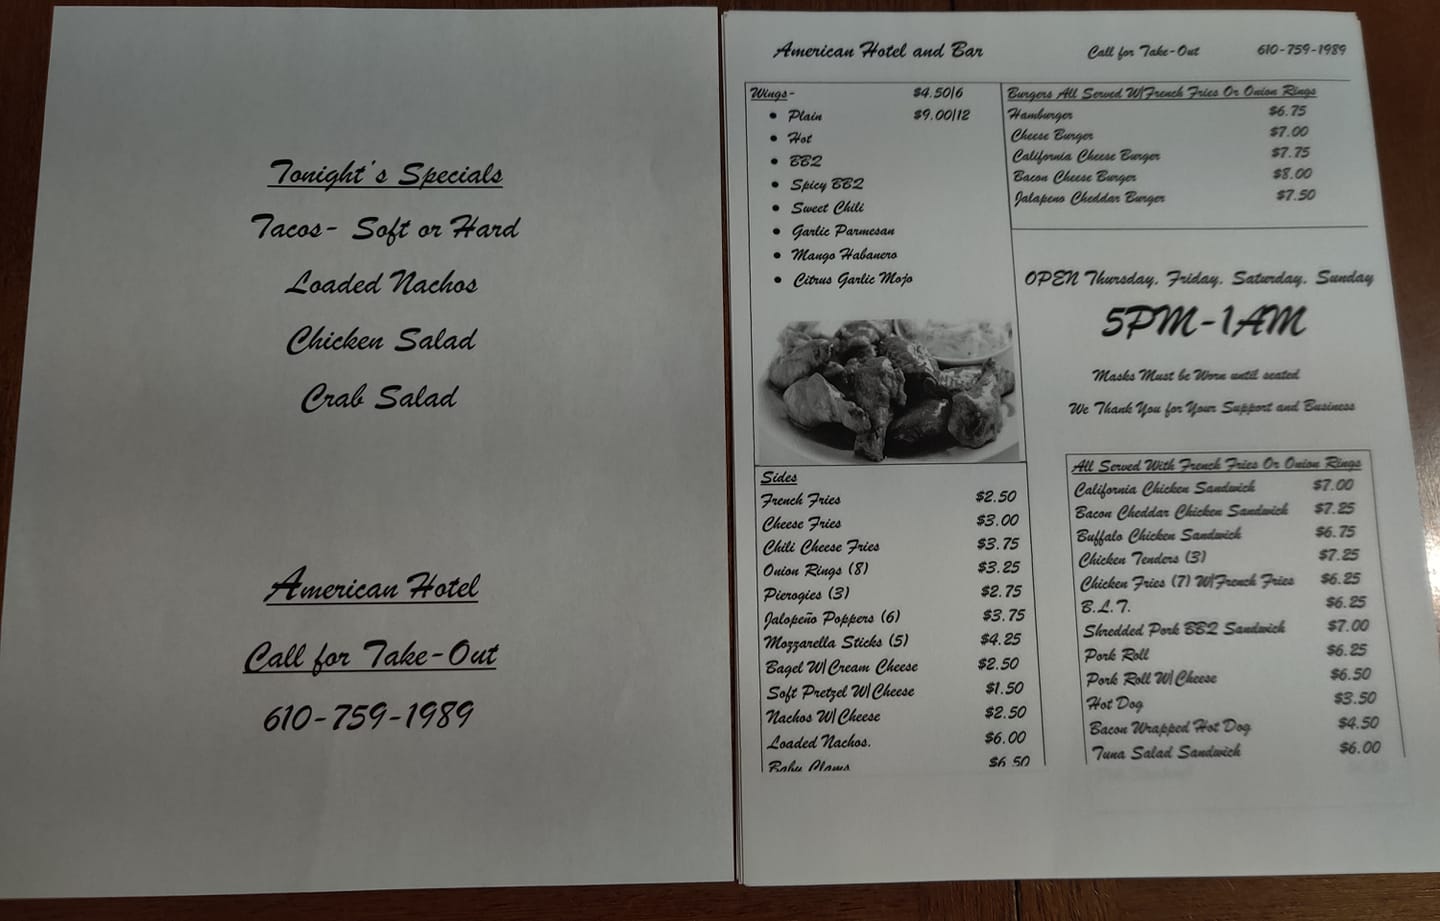 Tonight's Specials
Tacos- Soft or Hard
Loaded Nachos
Chicken Salad
Crab Salad
American Hotel
Call for Take-Out
610-759-1989
American Hotel and Bar Call for Take-Out 610-759-1989
Wings- $4.50/6
• Plain $9.00/12
• Hot
• BBQ
• Spicy BBQ
• Sweet Chili
• Garlic Parmesan
• Mango Habanero
• Citrus Garlic Mojo
Sides
French Fries $2.50
Cheese Fries $3.00
Chili Cheese Fries $3.75
Onion Rings (8) $3.25
Pierogies (3) $2.75
Jalopeño Poppers (6) $3.75
Mozzarella Sticks (5) $4.25
Bagel W/Cream Cheese $2.50
Soft Pretzel W/Cheese $1.50
Nachos W/Cheese $2.50
Loaded Nachos. $6.00
Baby Clams $6.50
Burgers All Served W/French Fries Or Onion Rings
Hamburger $6.75
Cheese Burger $7.00
California Cheese Burger $7.75
Bacon Cheese Burger $8.00
Jalapeno Cheddar Burger $7.50
OPEN Thursday, Friday, Saturday, Sunday
5PM-1AM
Masks Must be Worn until seated
We Thank You for Your Support and Business
All Served With French Fries Or Onion Rings
California Chicken Sandwich $7.00
Bacon Cheddar Chicken Sandwich $7.25
Buffalo Chicken Sandwich $6.75
Chicken Tenders (3) $7.25
Chicken Fries (7) W/French Fries $6.25
B.L.T. $6.25
Shredded Pork BBQ Sandwich $7.00
Pork Roll $6.25
Pork Roll W/Cheese $6.50
Hot Dog $3.50
Bacon Wrapped Hot Dog $4.50
Tuna Salad Sandwich $6.00